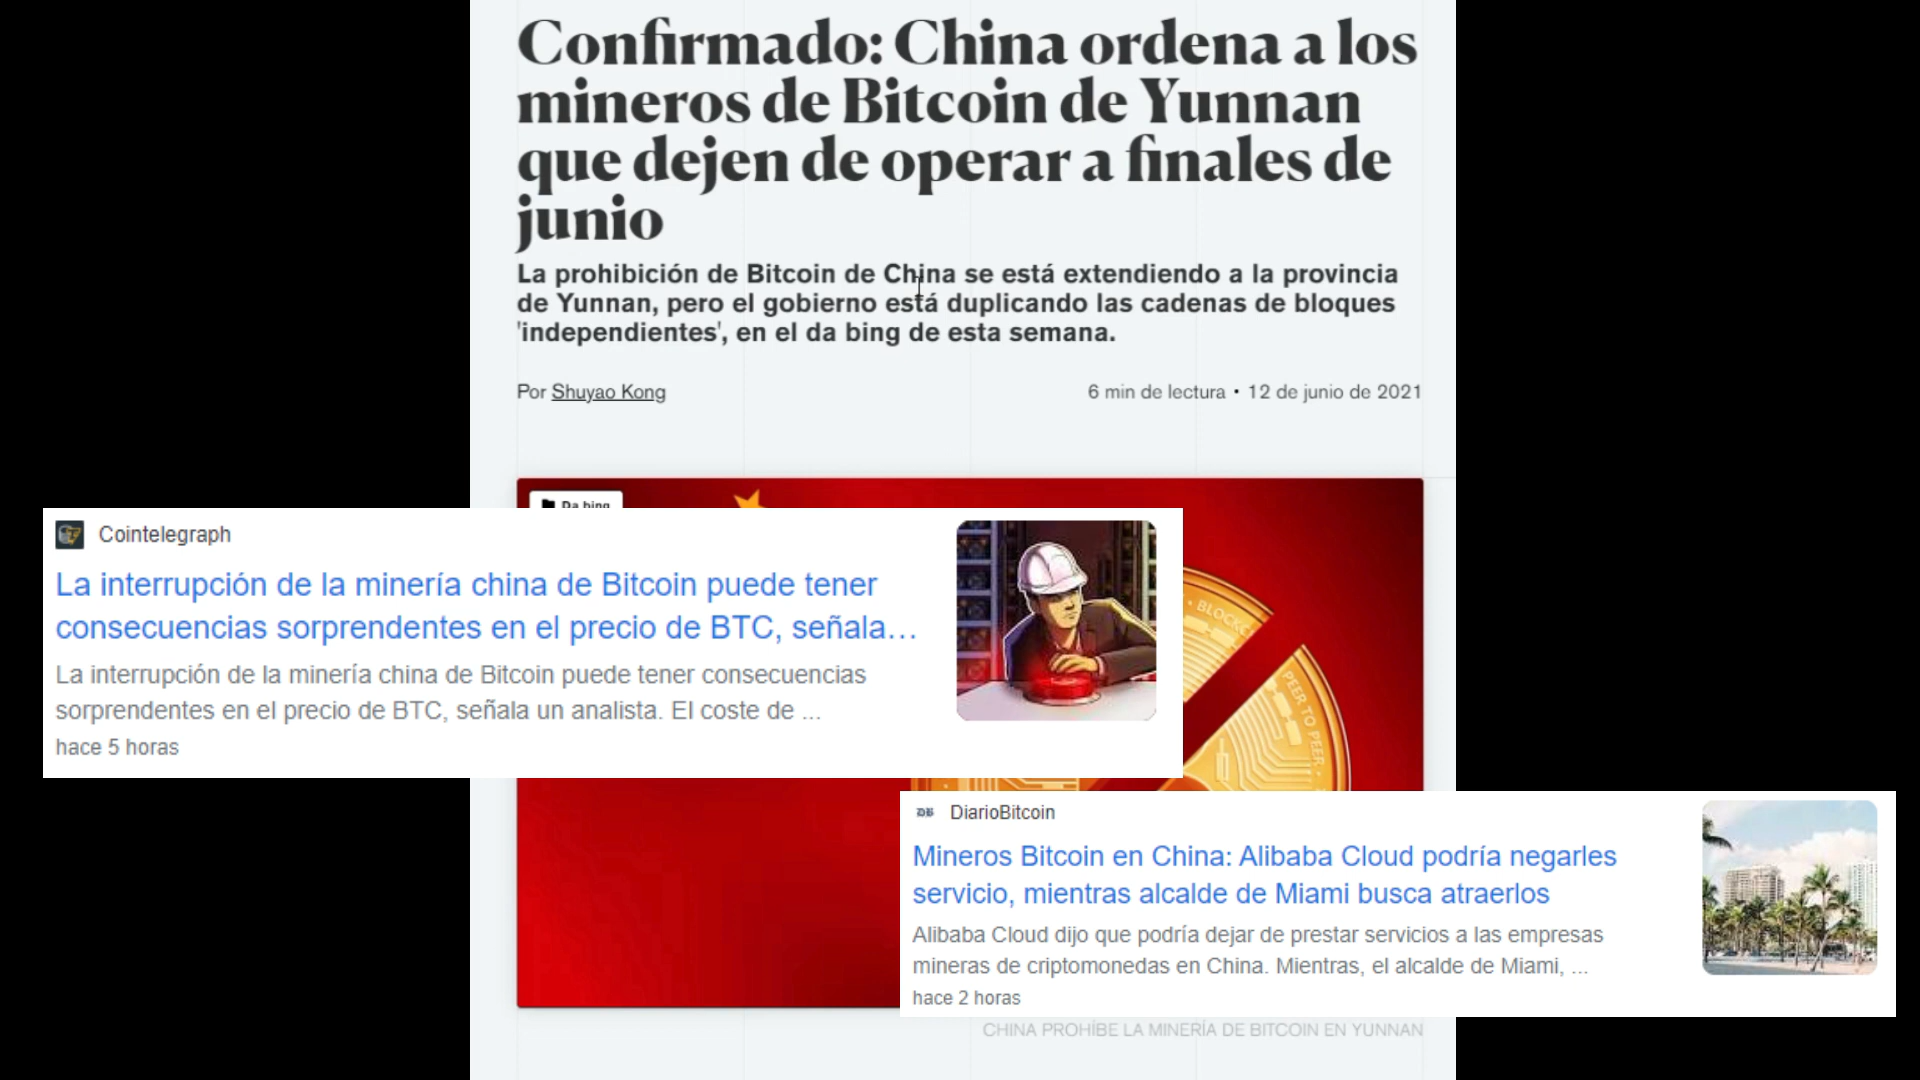 Confirmado: China ordena a los
mineros de Bitcoin de Yunnan
que dejen de operar a finales de
junio
La prohibición de Bitcoin de China se está extendiendo a la provincia
de Yunnan, pero el gobierno está duplicando las cadenas de bloques
'independientes', en el da bing de esta semana.
Por Shuyao Kong
6 min de lectura • 12 de junio de 2021
Da bing
Cointelegraph
La interrupción de la minería china de Bitcoin puede tener
consecuencias sorprendentes en el precio de BTC, señala...
La interrupción de la minería china de Bitcoin puede tener consecuencias
sorprendentes en el precio de BTC, señala un analista. El coste de ...
hace 5 horas
BLOCKC
PEER TO PEER
DB DiarioBitcoin
Mineros Bitcoin en China: Alibaba Cloud podría negarles
servicio, mientras alcalde de Miami busca atraerlos
Alibaba Cloud dijo que podría dejar de prestar servicios a las empresas
mineras de criptomonedas en China. Mientras, el alcalde de Miami, ...
hace 2 horas
CHINA PROHÍBE LA MINERÍA DE BITCOIN EN YUNNAN